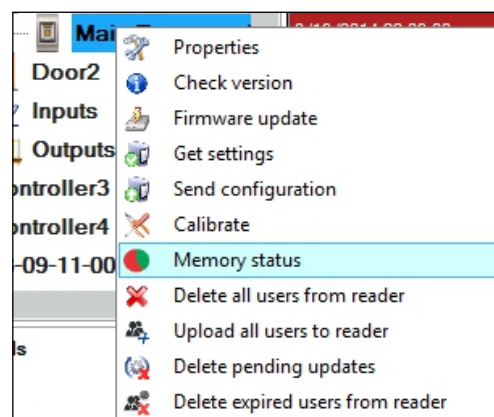 Mai
Properties
Door2
Check version
Inputs
Firmware update
Outputs
Get settings
ontroller3
Send configuration
ontroller4
Calibrate
-09-11-00
Memory status
Delete all users from reader
Upload all users to reader
ls
Delete pending updates
Delete expired users from reader